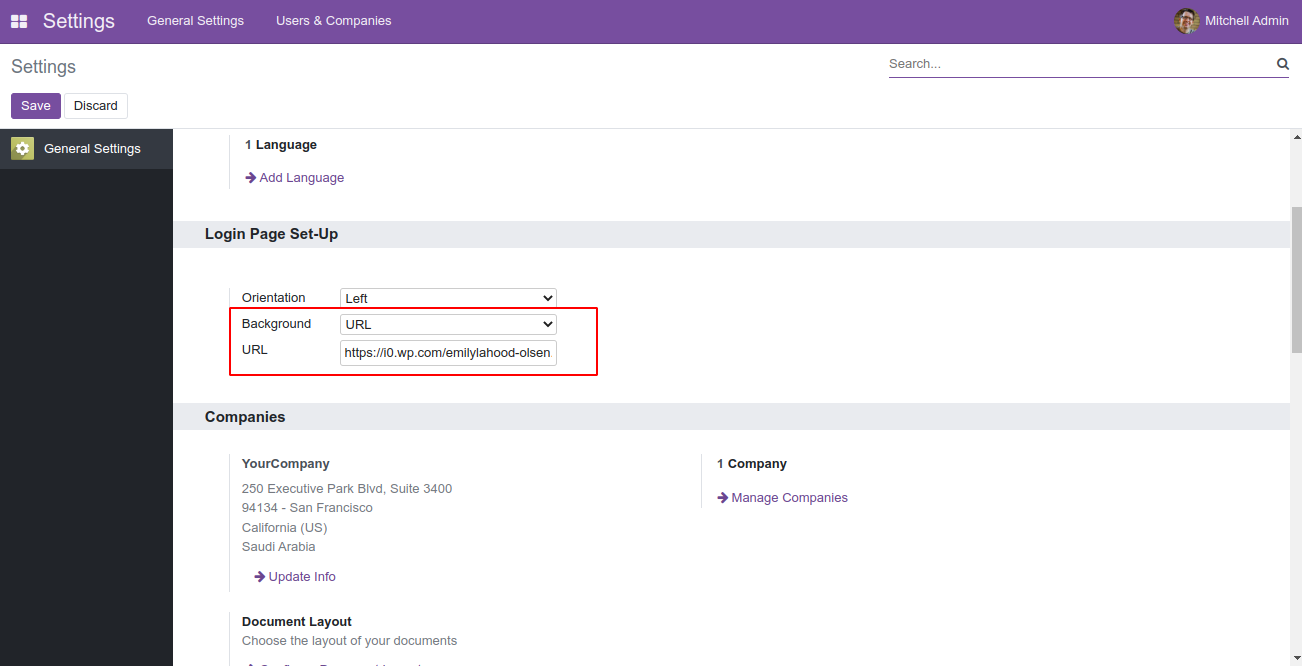 Settings General Settings Users & Companies Mitchell Admin
Settings
Search...
Save Discard
General Settings
1 Language
Add Language
Login Page Set-Up
Orientation Left
Background URL
URL https://i0.wp.com/emilylahood-olsen
Companies
YourCompany 1 Company
250 Executive Park Blvd, Suite 3400
94134 - San Francisco
Manage Companies
California (US)
Saudi Arabia
Update Info
Document Layout
Choose the layout of your documents